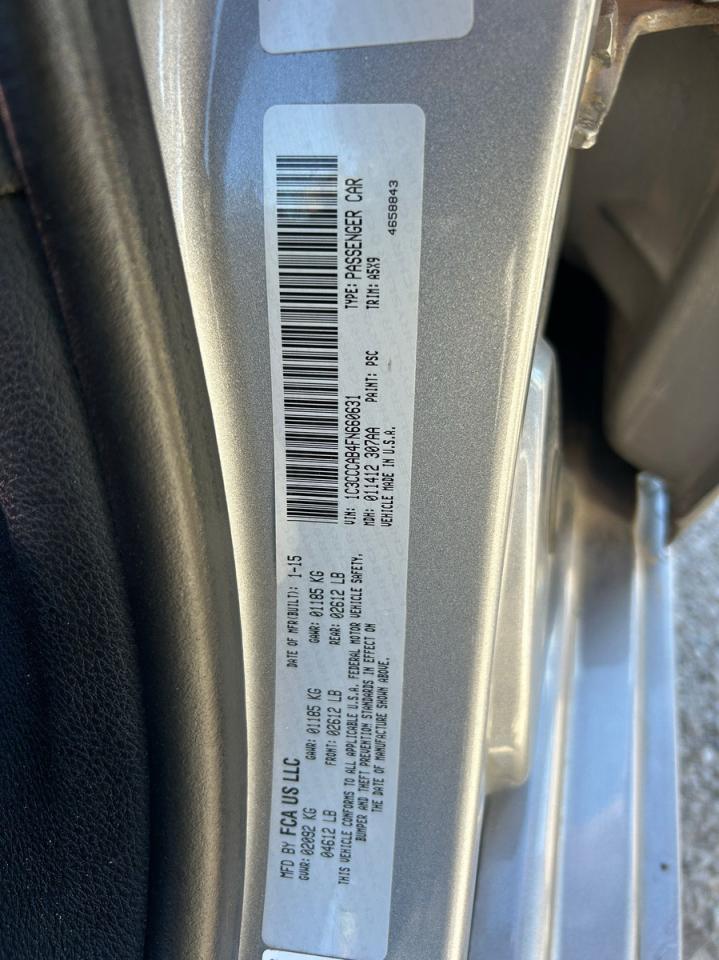 MFD BY FCA US LLC
DATE OF MFR(BUILT): 1-15
GVWR: 02092 KG
GAWR: 01185 KG
GAWR: 01185 KG
04612 LB
FRONT: 02612 LB
REAR: 02612 LB
THIS VEHICLE CONFORMS TO ALL APPLICABLE U.S.A. FEDERAL MOTOR VEHICLE SAFETY,
BUMPER AND THEFT PREVENTION STANDARDS IN EFFECT ON
THE DATE OF MANUFACTURE SHOWN ABOVE.
VIN: 1C3CCCAB4FN660631
TYPE: PASSENGER CAR
MDH: 011412 307AA
PAINT: PSC
TRIM: A5X9
VEHICLE MADE IN U.S.A.
4658843